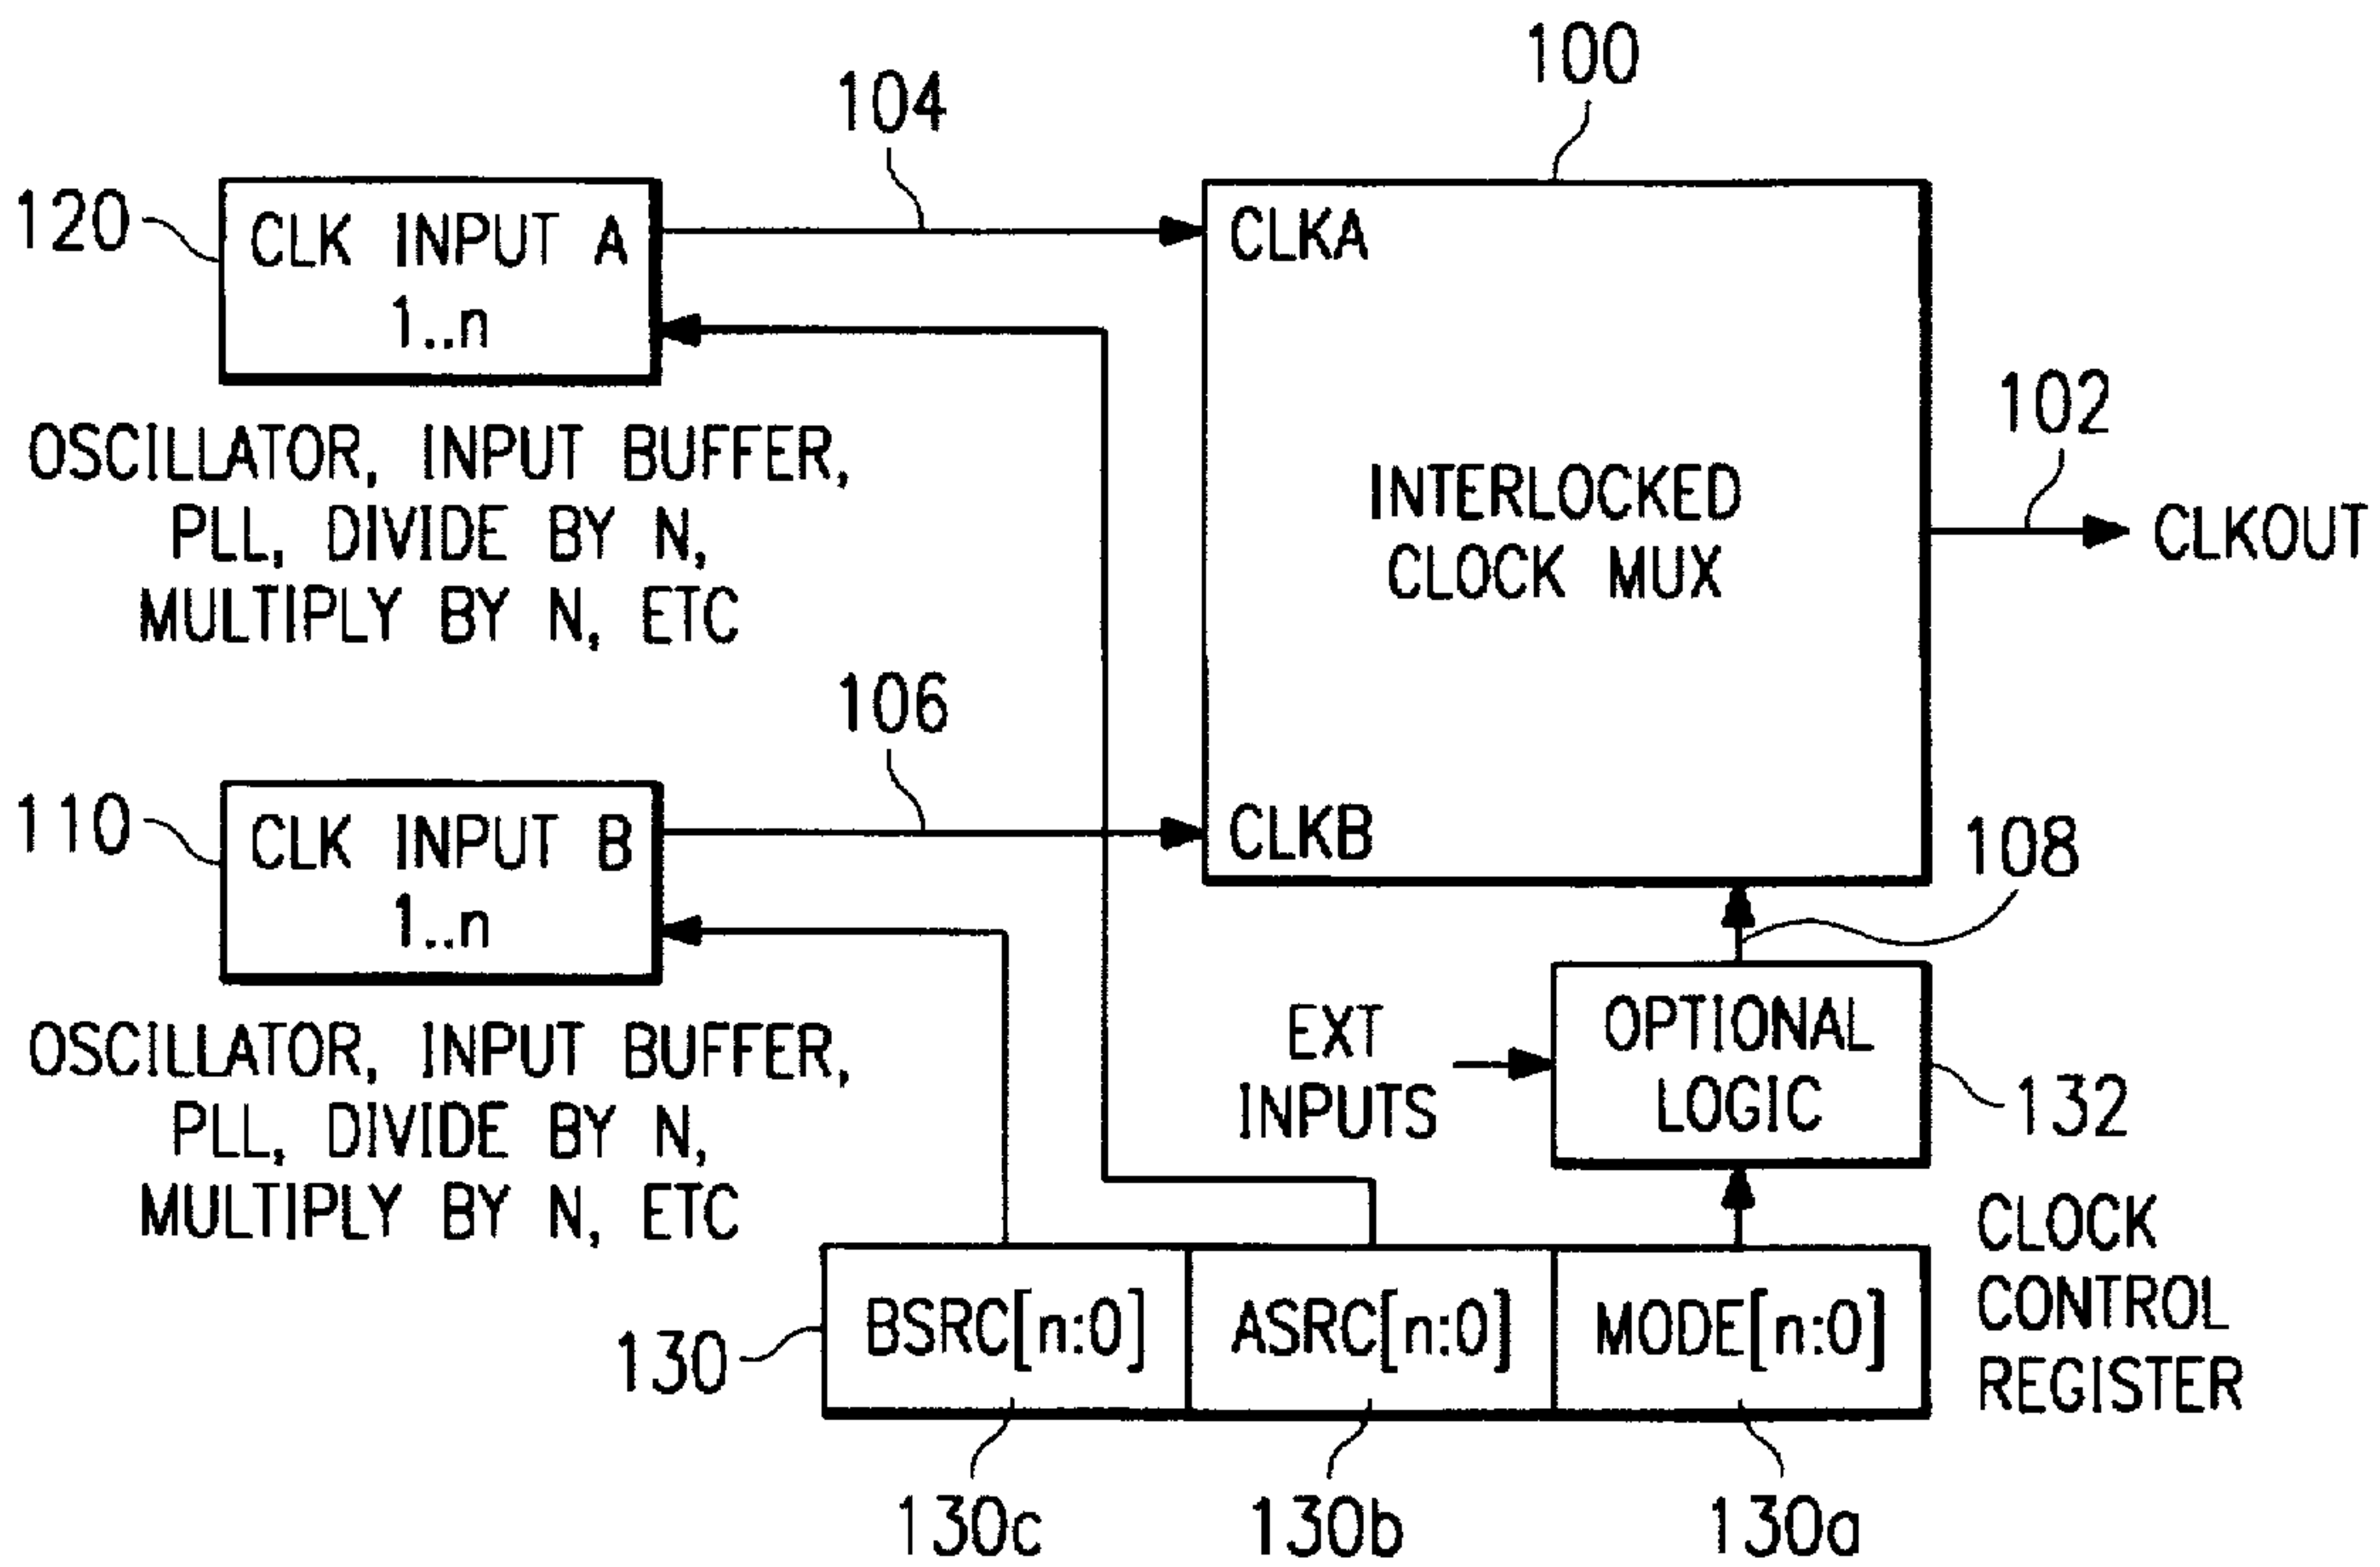 100
104
120
CLK INPUT A
1..n
CLKA
OSCILLATOR, INPUT BUFFER,
PLL, DIVIDE BY N,
MULTIPLY BY N, ETC
INTERLOCKED
CLOCK MUX
102
CLKOUT
106
110
CLK INPUT B
1..n
CLKB
108
OSCILLATOR, INPUT BUFFER,
PLL, DIVIDE BY N,
MULTIPLY BY N, ETC
EXT
INPUTS
OPTIONAL
LOGIC
132
130
BSRC[n:0]
ASRC[n:0]
MODE[n:0]
CLOCK
CONTROL
REGISTER
130c
130b
130a